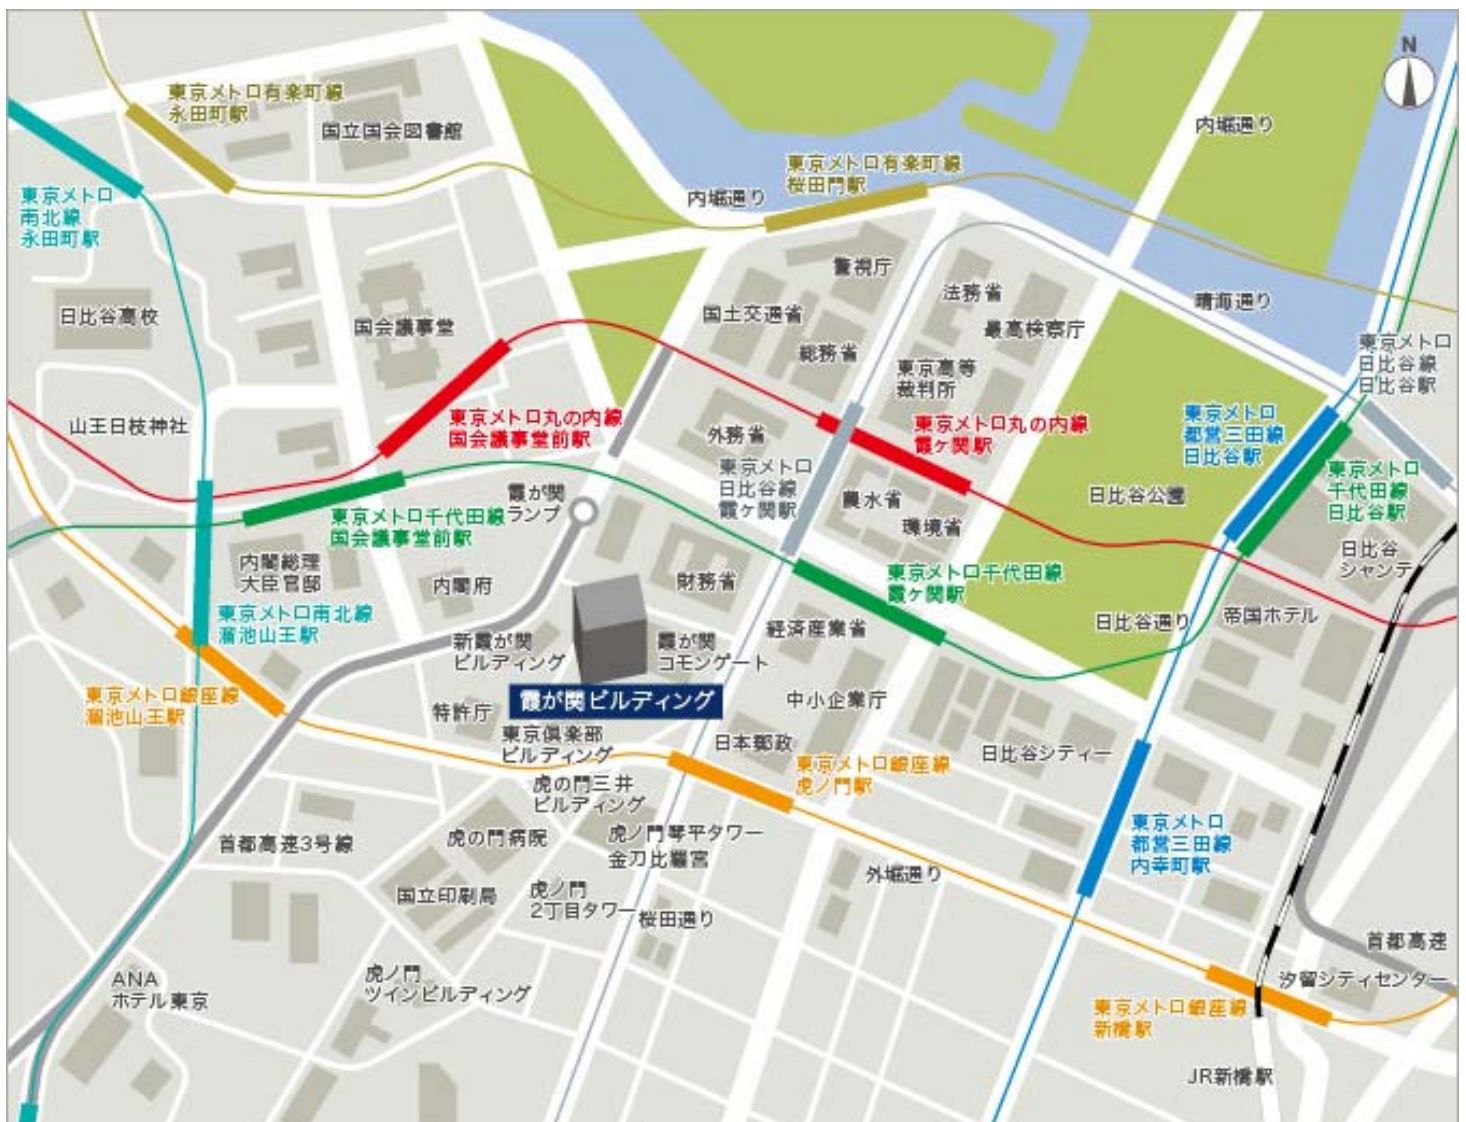 N
東京メトロ有楽町線
永田町駅
国立国会図書館
内堀通り
東京メトロ有楽町線
桜田門駅
内堀通り
東京メトロ
南北線
永田町駅
警視庁
法務省
晴海通り
日比谷高校
国会議事堂
国土交通省
総務省
最高検察庁
東京メトロ
日比谷線
日比谷駅
東京高等
裁判所
山王日枝神社
東京メトロ丸の内線
国会議事堂前駅
外務省
東京メトロ丸の内線
霞ケ関駅
東京メトロ
都営三田線
日比谷駅
東京メトロ
日比谷線
霞ケ関駅
東京メトロ
千代田線
日比谷駅
霞が関
ランプ
農水省
環境省
日比谷公園
東京メトロ千代田線
国会議事堂前駅
内閣総理
大臣官邸
内閣府
財務省
東京メトロ千代田線
霞ケ関駅
日比谷
シャンテ
東京メトロ南北線
溜池山王駅
新霞が関
ビルディング
霞が関
コモンゲート
経済産業省
日比谷通り
帝国ホテル
東京メトロ銀座線
溜池山王駅
特許庁
霞が関ビルディング
中小企業庁
東京倶楽部
ビルディング
日本郵政
日比谷シティー
東京メトロ銀座線
虎ノ門駅
虎の門三井
ビルディング
首都高速3号線
虎の門病院
虎ノ門琴平タワー
金刀比羅宮
東京メトロ
都営三田線
内幸町駅
外堀通り
国立印刷局
虎ノ門
2丁目タワー
桜田通り
首都高速
ANA
ホテル東京
虎ノ門
ツインビルディング
汐留シティセンター
東京メトロ銀座線
新橋駅
JR新橋駅